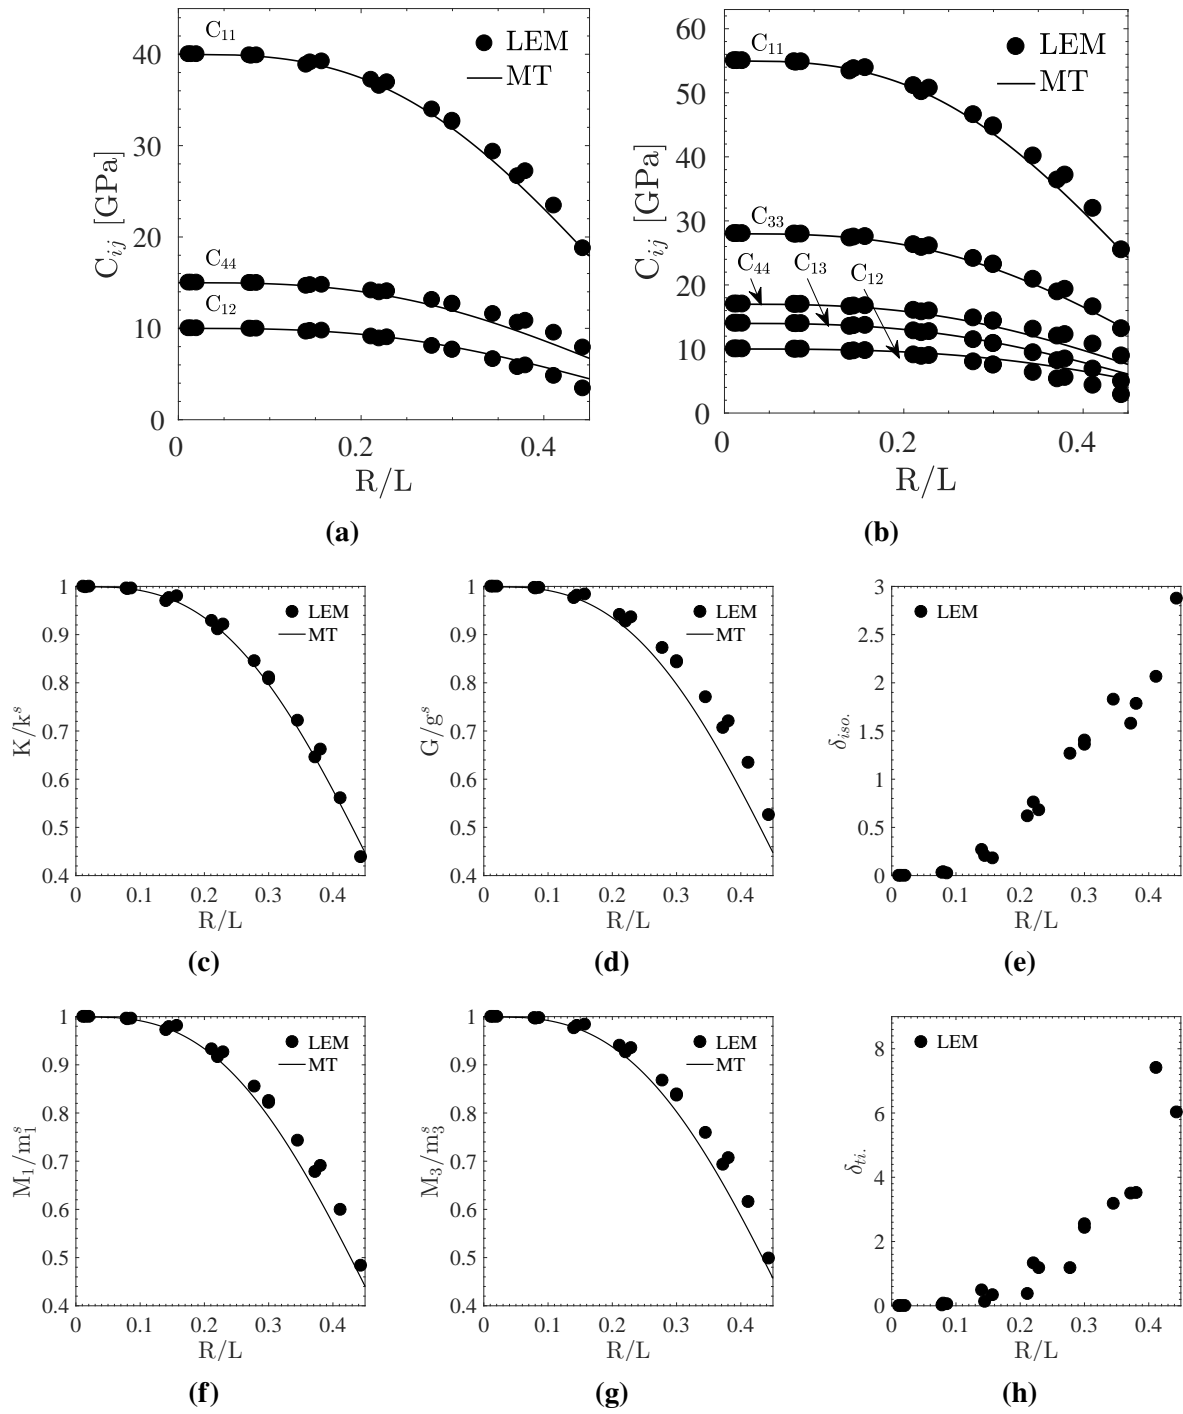 C11
LEM
MT
40
30
20
10
0
C44
C12
Cij [GPa]
0
0.2
0.4
R/L
(a)
C11
LEM
MT
60
50
40
30
20
10
0
C33
C44
C13
C12
Cij [GPa]
0
0.2
0.4
R/L
(b)
1
0.9
0.8
0.7
0.6
0.5
0.4
K/k^s
LEM
MT
0 0.1 0.2 0.3 0.4
R/L
(c)
1
0.9
0.8
0.7
0.6
0.5
0.4
G/g^s
LEM
MT
0 0.1 0.2 0.3 0.4
R/L
(d)
3
2.5
2
1.5
1
0.5
0
δiso.
LEM
0 0.1 0.2 0.3 0.4
R/L
(e)
1
0.9
0.8
0.7
0.6
0.5
0.4
M1/m1^s
LEM
MT
0 0.1 0.2 0.3 0.4
R/L
(f)
1
0.9
0.8
0.7
0.6
0.5
0.4
M3/m3^s
LEM
MT
0 0.1 0.2 0.3 0.4
R/L
(g)
8
6
4
2
0
δti.
LEM
0 0.1 0.2 0.3 0.4
R/L
(h)